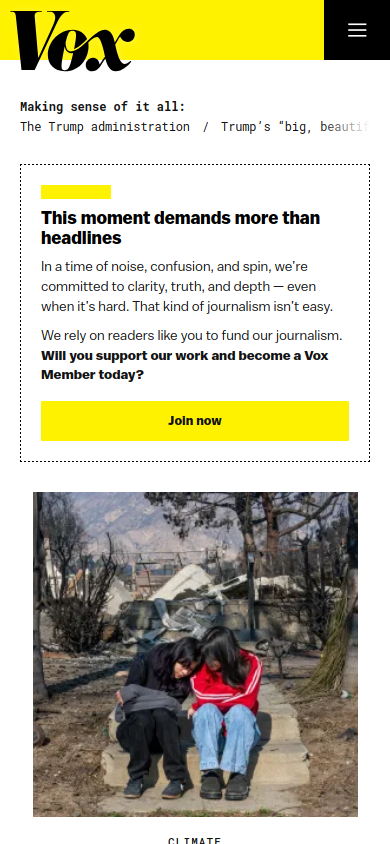 Vox
Making sense of it all:
The Trump administration / Trump’s “big, beauti
This moment demands more than
headlines
In a time of noise, confusion, and spin, we’re
committed to clarity, truth, and depth — even
when it’s hard. That kind of journalism isn’t easy.
We rely on readers like you to fund our journalism.
Will you support our work and become a Vox
Member today?
Join now
CLIMATE